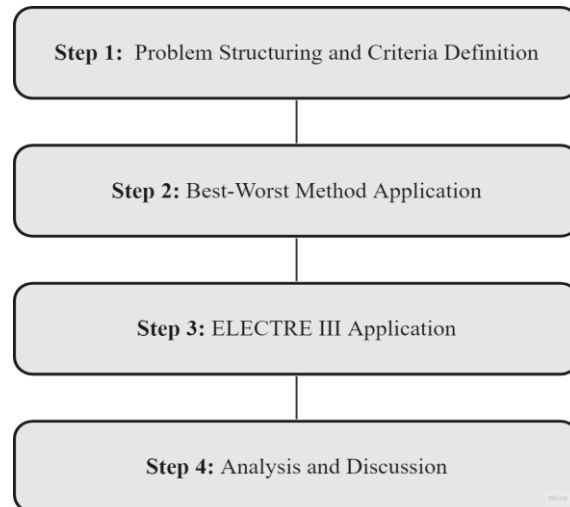 Step 1: Problem Structuring and Criteria Definition
Step 2: Best-Worst Method Application
Step 3: ELECTRE III Application
Step 4: Analysis and Discussion
miro